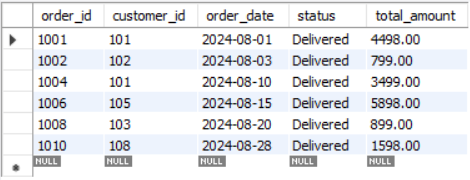 order_id customer_id order_date status total_amount
1001 101 2024-08-01 Delivered 4498.00
1002 102 2024-08-03 Delivered 799.00
1004 101 2024-08-10 Delivered 3499.00
1006 105 2024-08-15 Delivered 5898.00
1008 103 2024-08-20 Delivered 899.00
1010 108 2024-08-28 Delivered 1598.00
NULL NULL NULL NULL NULL